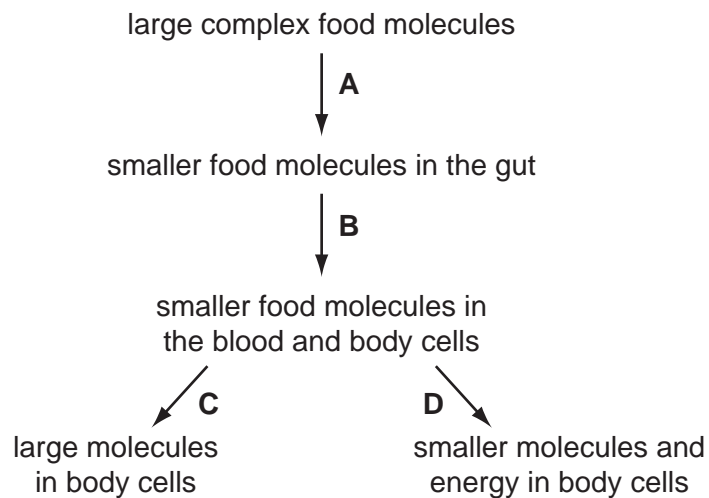 large complex food molecules
A
smaller food molecules in the gut
B
smaller food molecules in
the blood and body cells
C
D
large molecules
in body cells
smaller molecules and
energy in body cells